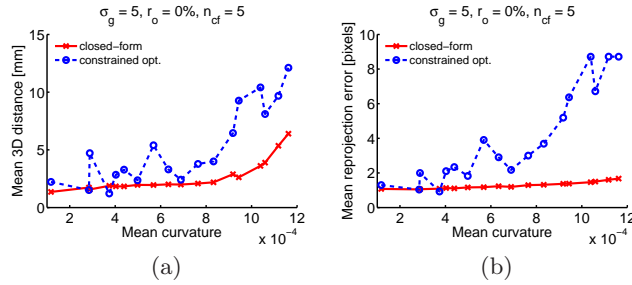 σg = 5, ro = 0%, ncf = 5
15
10
5
0
Mean 3D distance [mm]
closed−form
constrained opt.
2 4 6 8 10 12
Mean curvature
x 10−4
(a)
σg = 5, ro = 0%, ncf = 5
10
8
6
4
2
0
Mean reprojection error [pixels]
closed−form
constrained opt.
2 4 6 8 10 12
Mean curvature
x 10−4
(b)